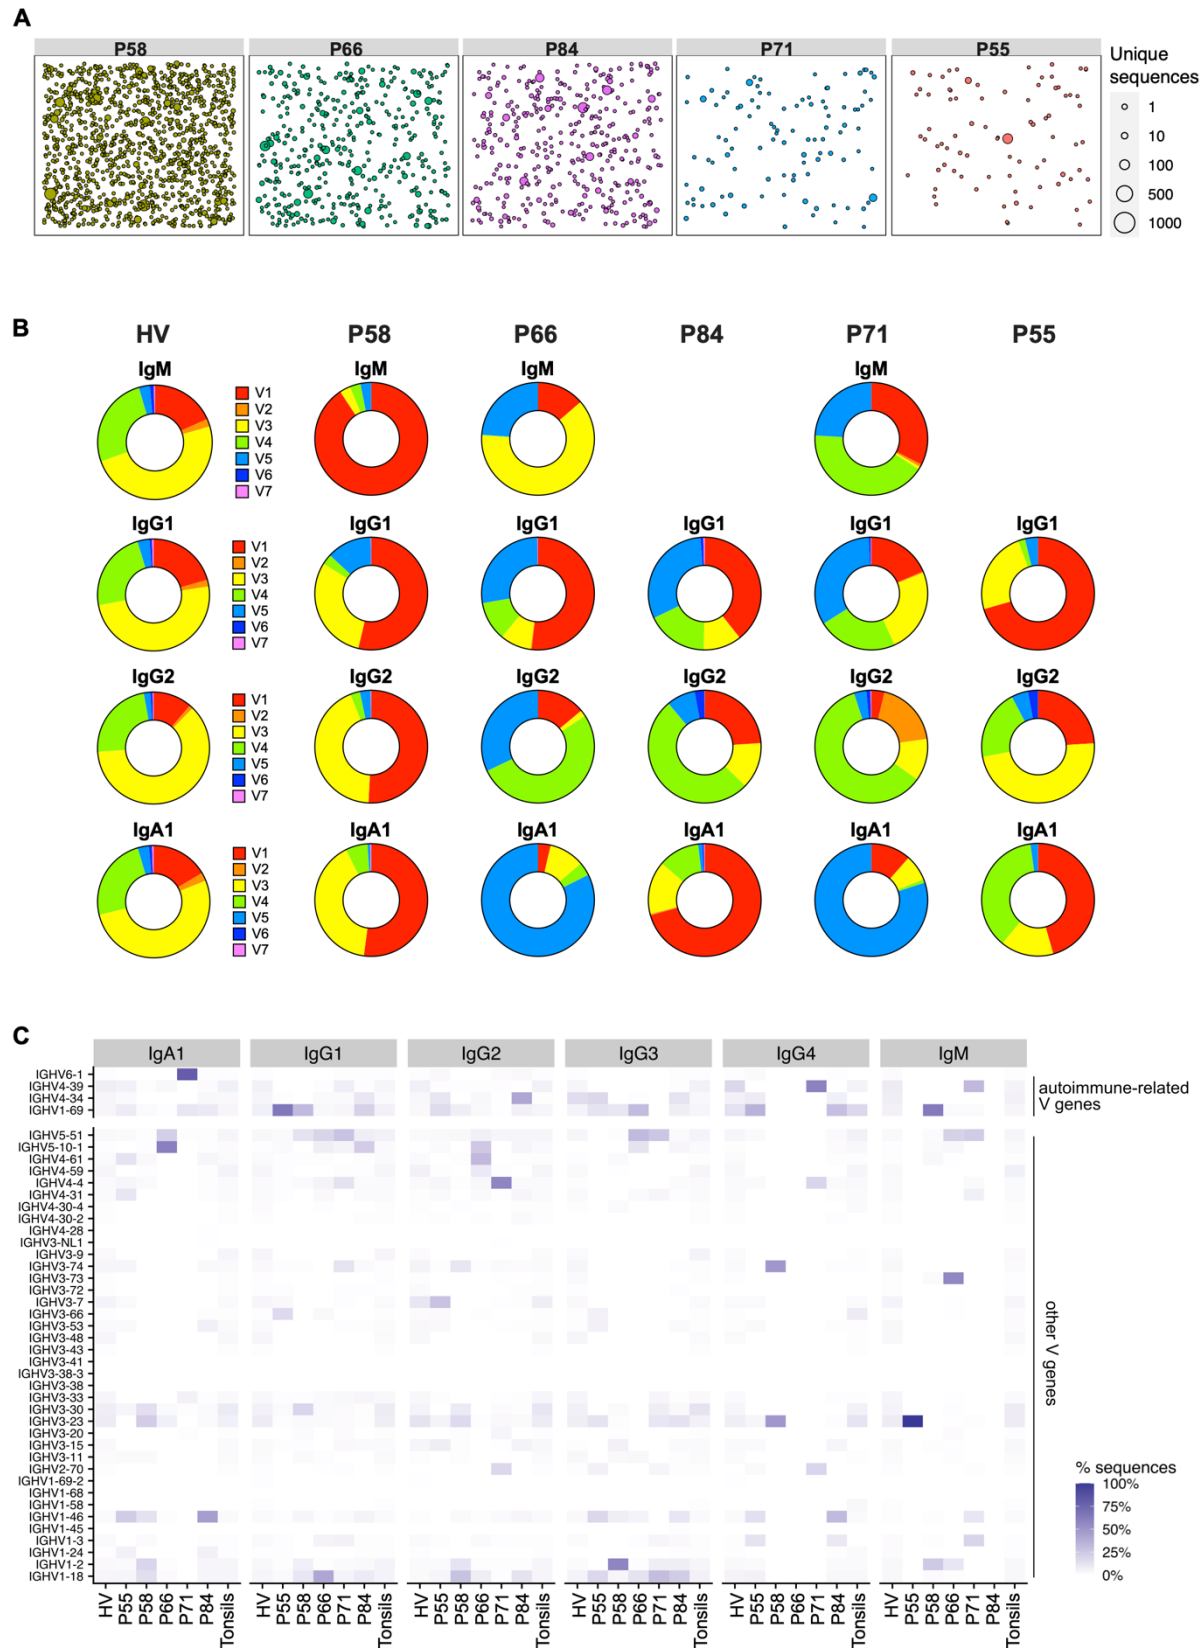 A
P58 P66 P84 P71 P55
Unique
sequences
1
10
100
500
1000
B
HV P58 P66 P84 P71 P55
IgM IgM IgM IgM
V1
V2
V3
V4
V5
V6
V7
IgG1 IgG1 IgG1 IgG1 IgG1 IgG1
V1
V2
V3
V4
V5
V6
V7
IgG2 IgG2 IgG2 IgG2 IgG2 IgG2
V1
V2
V3
V4
V5
V6
V7
IgA1 IgA1 IgA1 IgA1 IgA1 IgA1
V1
V2
V3
V4
V5
V6
V7
C
IgA1 IgG1 IgG2 IgG3 IgG4 IgM
IGHV6-1
IGHV4-39
IGHV4-34
IGHV1-69
autoimmune-related
V genes
IGHV5-51
IGHV5-10-1
IGHV4-61
IGHV4-59
IGHV4-4
IGHV4-31
IGHV4-30-4
IGHV4-30-2
IGHV4-28
IGHV3-NL1
IGHV3-9
IGHV3-74
IGHV3-73
IGHV3-72
IGHV3-7
IGHV3-66
IGHV3-53
IGHV3-48
IGHV3-43
IGHV3-41
IGHV3-38-3
IGHV3-38
IGHV3-33
IGHV3-30
IGHV3-23
IGHV3-20
IGHV3-15
IGHV3-11
IGHV2-70
IGHV1-69-2
IGHV1-68
IGHV1-58
IGHV1-46
IGHV1-45
IGHV1-3
IGHV1-24
IGHV1-2
IGHV1-18
other V genes
% sequences
100%
75%
50%
25%
0%
HV P55 P58 P66 P71 P84 Tonsils HV P55 P58 P66 P71 P84 Tonsils HV P55 P58 P66 P71 P84 Tonsils HV P55 P58 P66 P71 P84 Tonsils HV P55 P58 P66 P71 P84 Tonsils HV P55 P58 P66 P71 P84 Tonsils